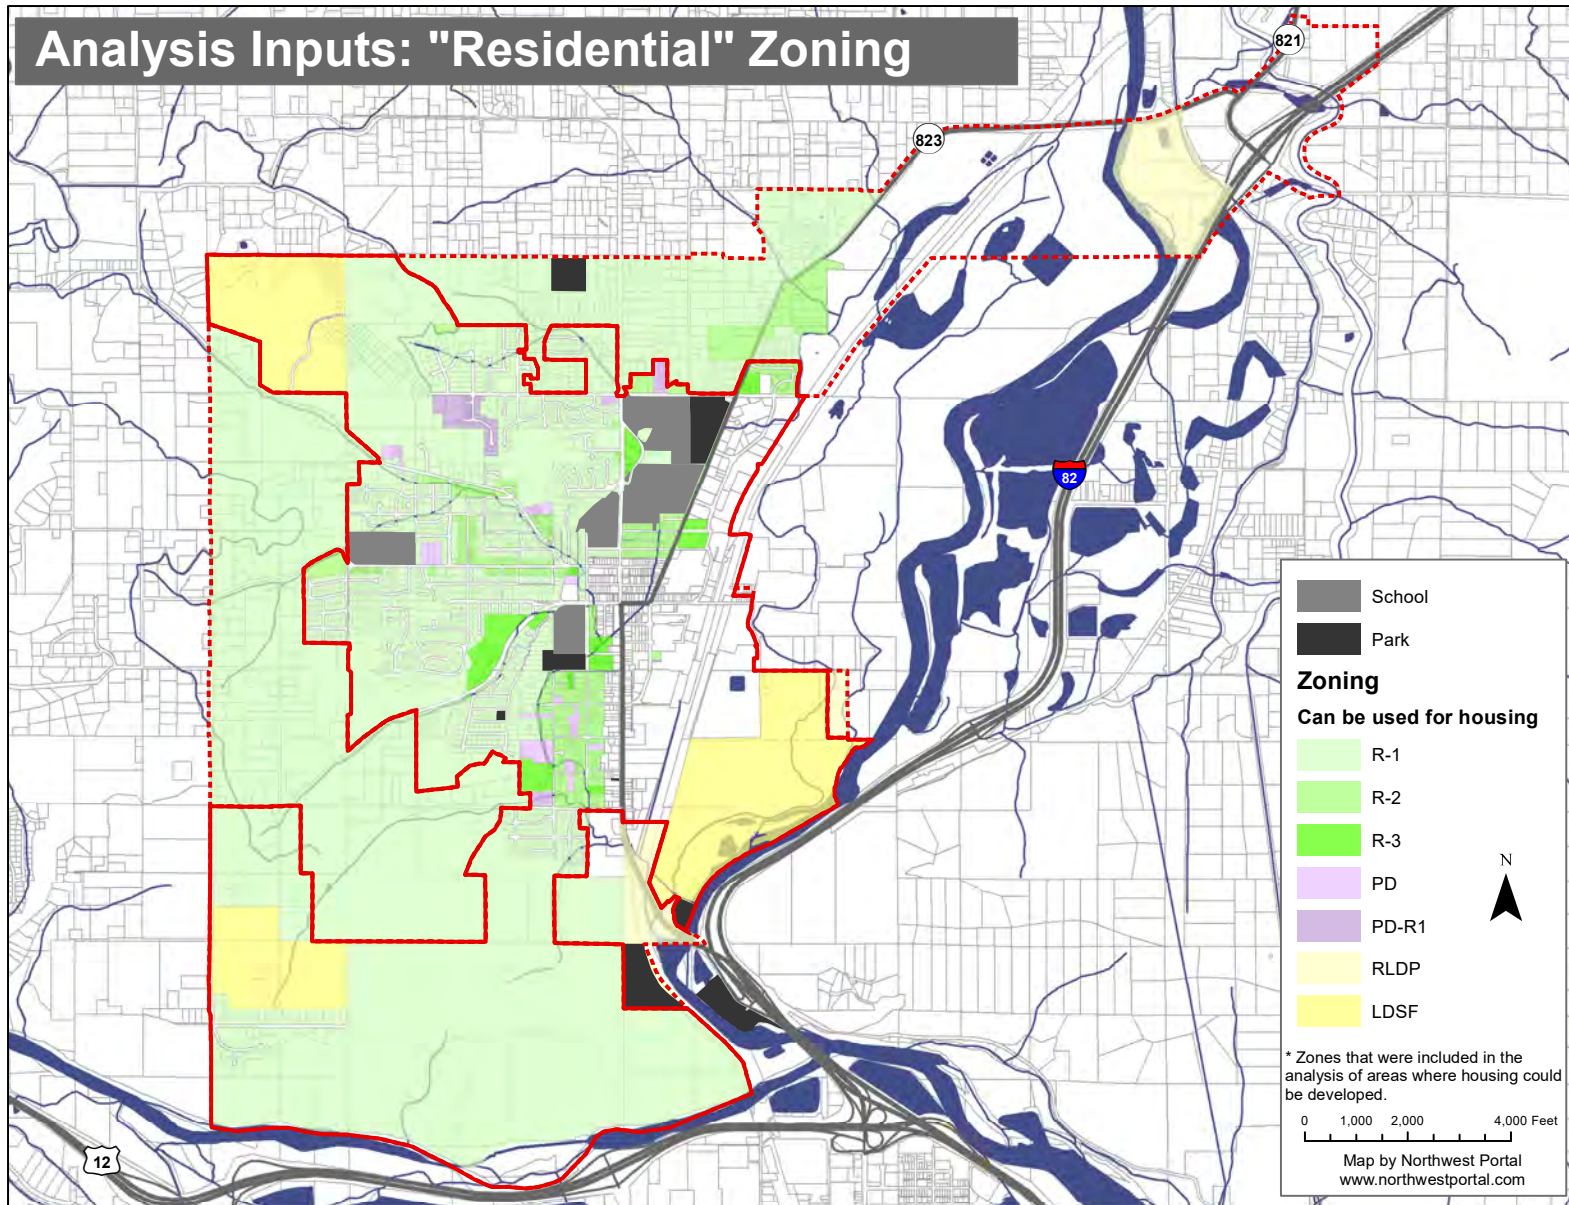 Analysis Inputs: "Residential" Zoning
821
823
82
12
School
Park
Zoning
Can be used for housing
R-1
R-2
R-3
PD
PD-R1
RLDP
LDSF
N
* Zones that were included in the
analysis of areas where housing could
be developed.
0 1,000 2,000 4,000 Feet
Map by Northwest Portal
www.northwestportal.com